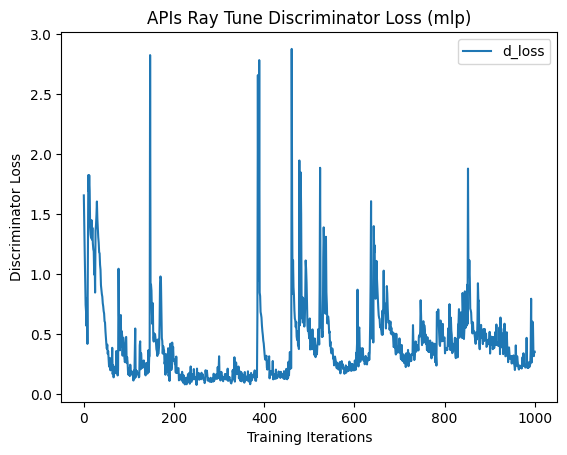 APIs Ray Tune Discriminator Loss (mlp)
d_loss
Discriminator Loss
3.0
2.5
2.0
1.5
1.0
0.5
0.0
0 200 400 600 800 1000
Training Iterations